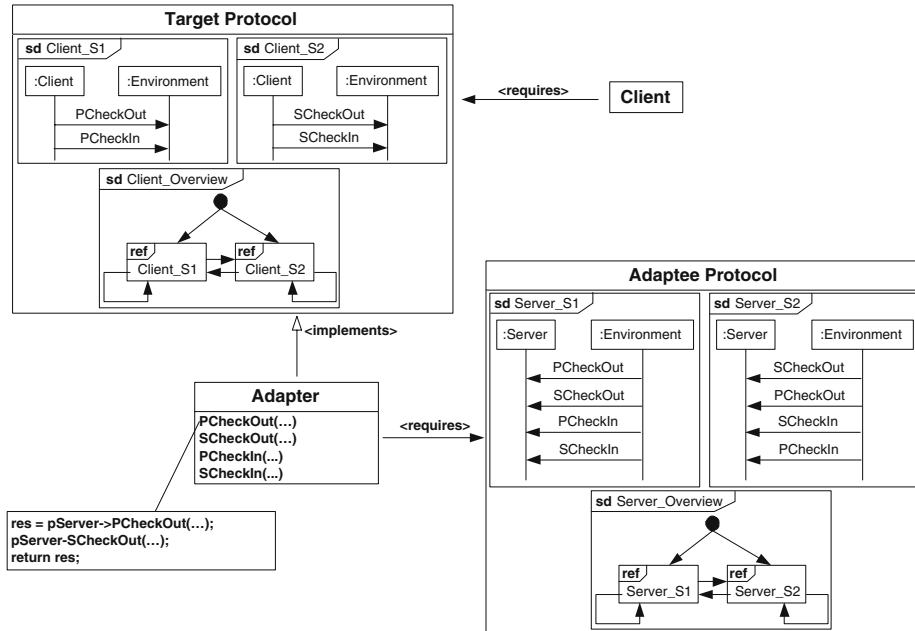 Target Protocol
sd Client_S1
:Client
:Environment
PCheckOut
PCheckIn
sd Client_S2
:Client
:Environment
SCheckOut
SCheckIn
<requires>
Client
sd Client_Overview
ref
Client_S1
ref
Client_S2
<implements>
Adapter
PCheckOut(…)
SCheckOut(…)
PCheckIn(...)
SCheckIn(...)
<requires>
res = pServer->PCheckOut(…);
pServer-SCheckOut(…);
return res;
Adaptee Protocol
sd Server_S1
:Server
:Environment
PCheckOut
SCheckOut
PCheckIn
SCheckIn
sd Server_S2
:Server
:Environment
SCheckOut
PCheckOut
SCheckIn
PCheckIn
sd Server_Overview
ref
Server_S1
ref
Server_S2